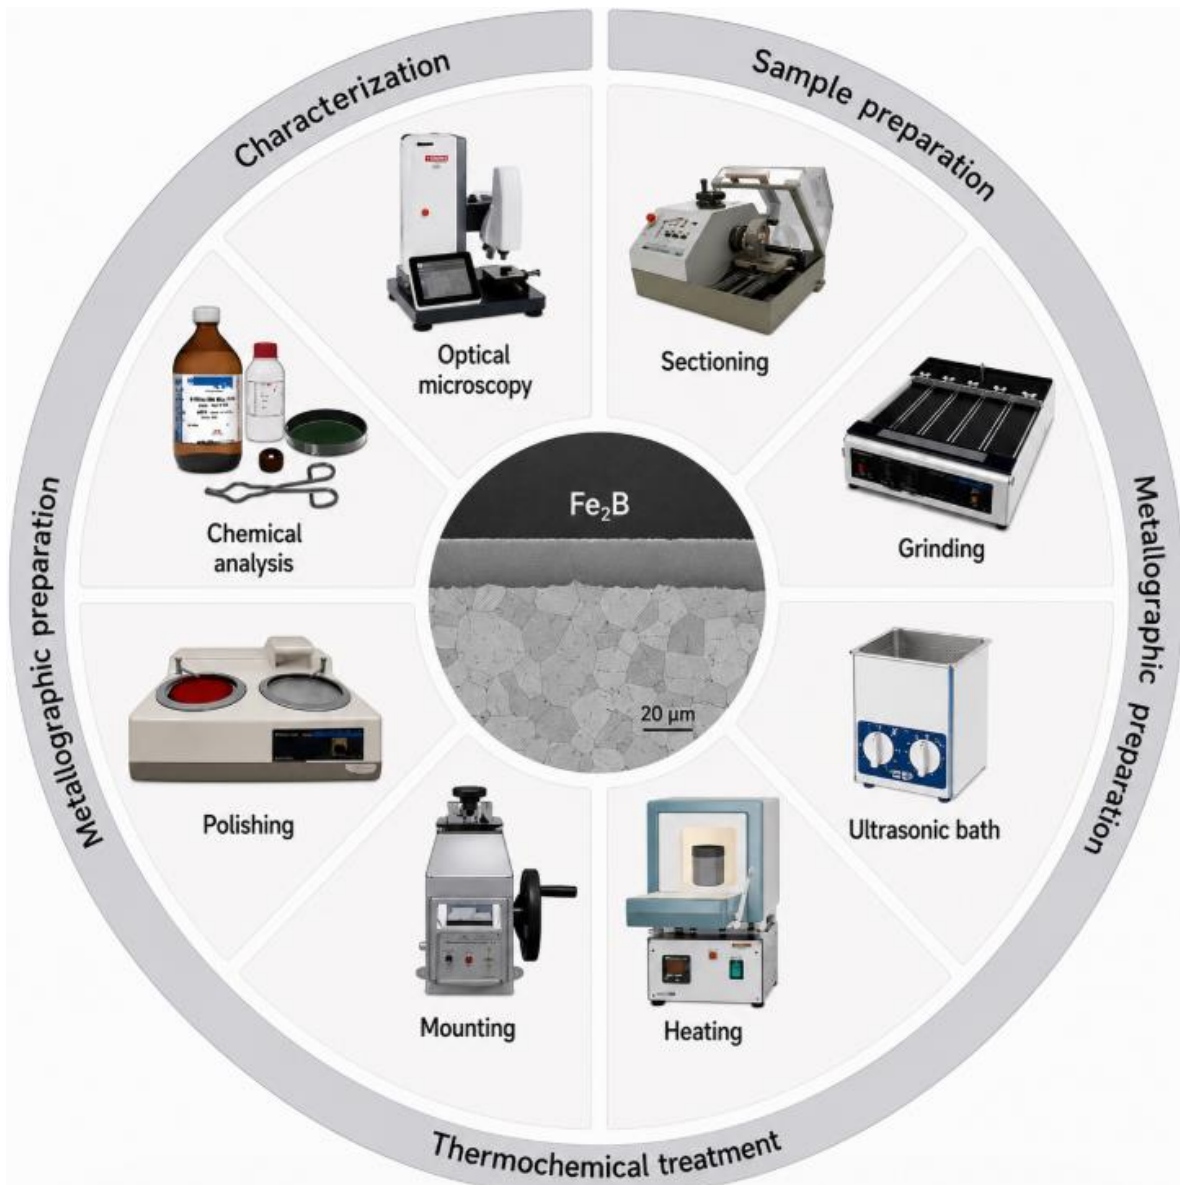 Characterization
Sample preparation
Optical
microscopy
Sectioning
Chemical
analysis
Grinding
Metallographic preparation
Metallographic preparation
Fe₂B
20 μm
Polishing
Ultrasonic bath
Mounting
Heating
Thermochemical treatment